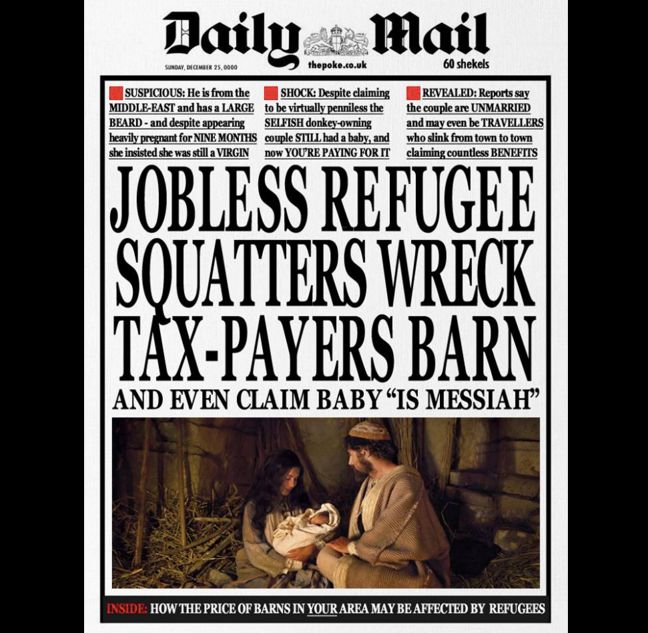 Daily Mail
SUNDAY, DECEMBER 25, 0000
thepoke.co.uk
60 shekels
SUSPICIOUS: He is from the
MIDDLE-EAST and has a LARGE
BEARD - and despite appearing
heavily pregnant for NINE MONTHS
she insisted she was still a VIRGIN
SHOCK: Despite claiming
to be virtually penniless the
SELFISH donkey-owning
couple STILL had a baby, and
now YOU'RE PAYING FOR IT
REVEALED: Reports say
the couple are UNMARRIED
and may even be TRAVELLERS
who slink from town to town
claiming countless BENEFITS
JOBLESS REFUGEE
SQUATTERS WRECK
TAX-PAYERS BARN
AND EVEN CLAIM BABY “IS MESSIAH”
INSIDE: HOW THE PRICE OF BARNS IN YOUR AREA MAY BE AFFECTED BY REFUGEES